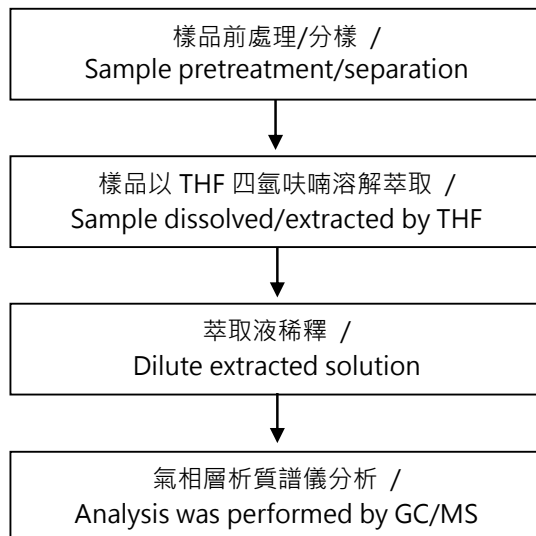 樣品前處理/分樣 /
Sample pretreatment/separation
樣品以 THF 四氫呋喃溶解萃取 /
Sample dissolved/extracted by THF
萃取液稀釋 /
Dilute extracted solution
氣相層析質譜儀分析 /
Analysis was performed by GC/MS